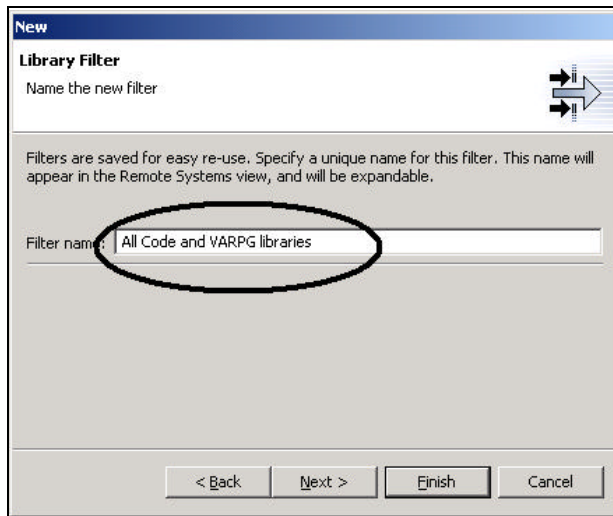 New
Library Filter
Name the new filter
Filters are saved for easy re-use. Specify a unique name for this filter. This name will
appear in the Remote Systems view, and will be expandable.
Filter name: All Code and VARPG libraries
< Back Next > Finish Cancel